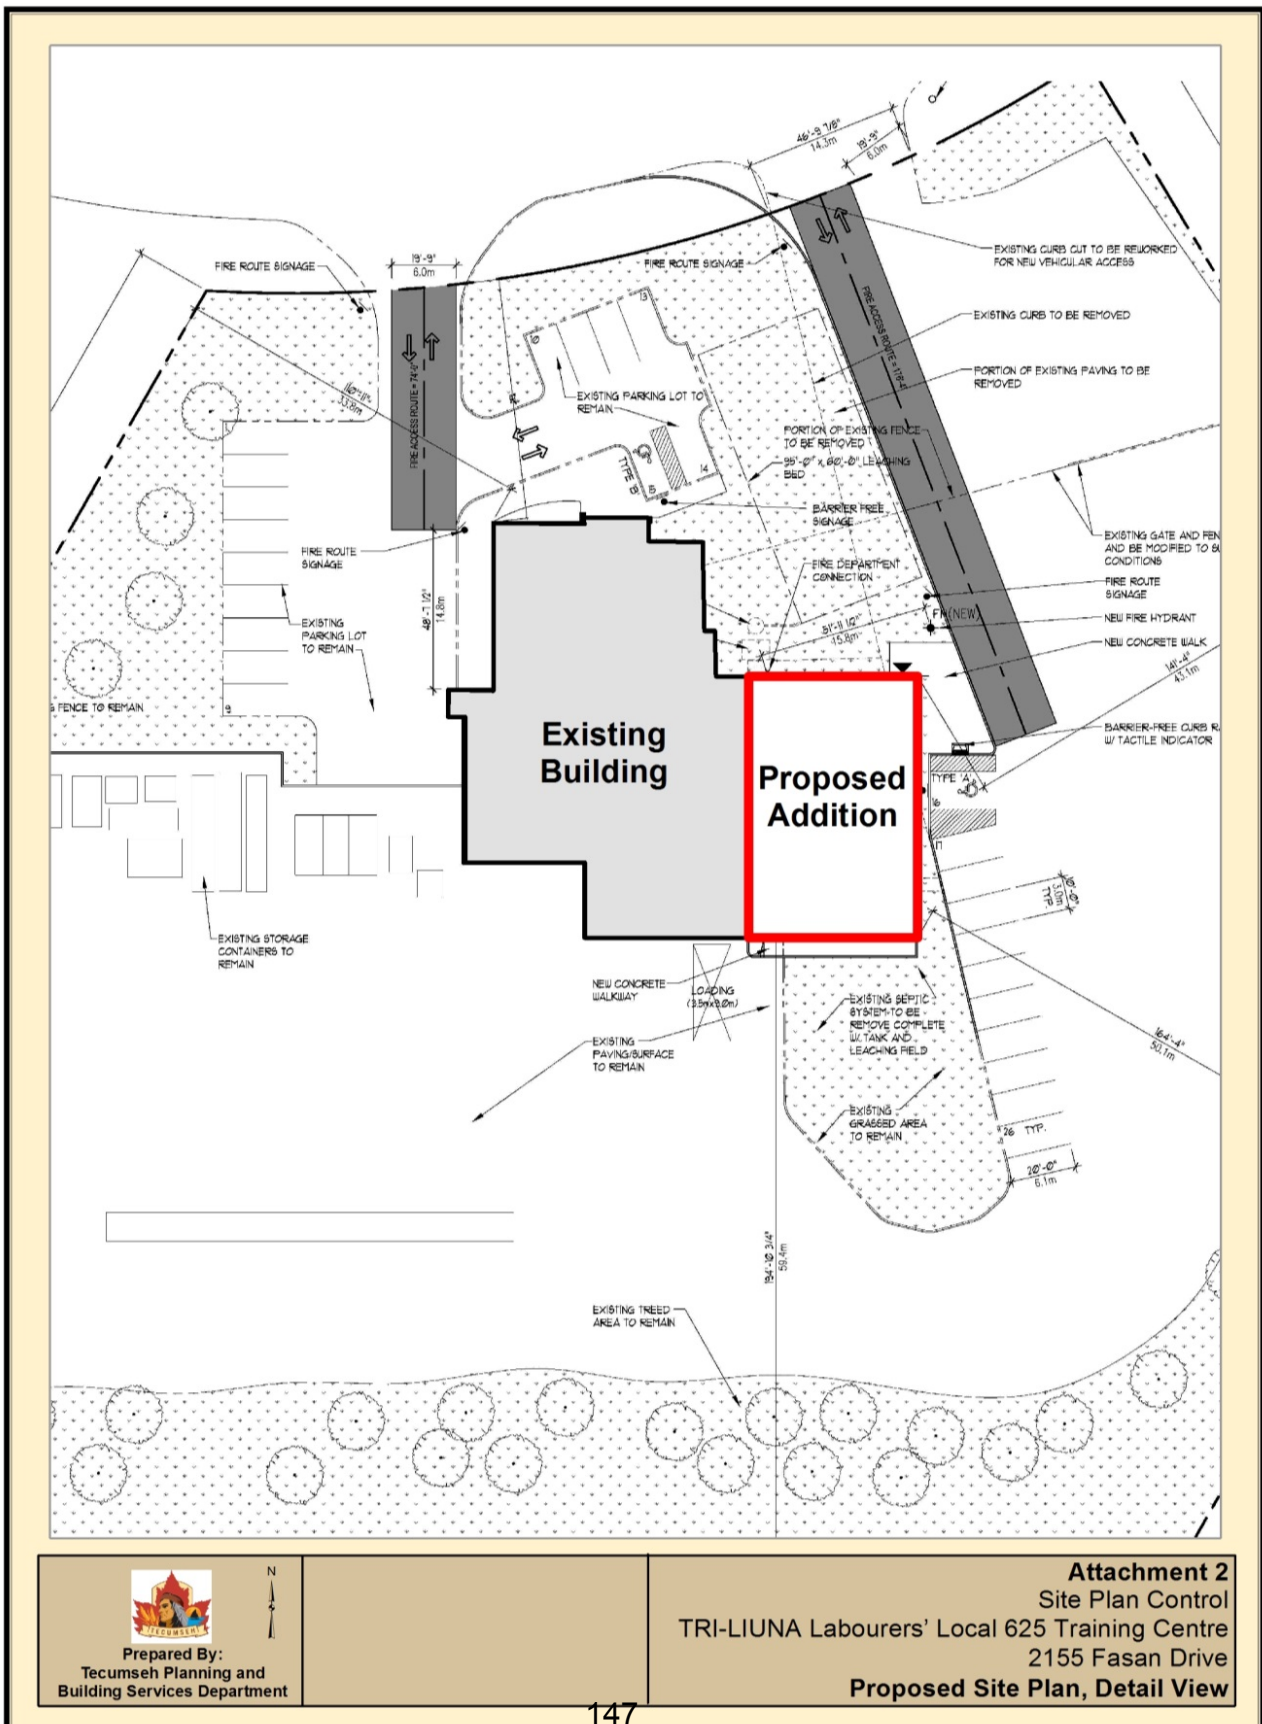 46'-9 7/8"
14.3m
19'-9"
6.0m
EXISTING CURB CUT TO BE REWORKED
FOR NEW VEHICULAR ACCESS
FIRE ROUTE SIGNAGE
19'-9"
6.0m
FIRE ROUTE SIGNAGE
EXISTING CURB TO BE REMOVED
PORTION OF EXISTING PAVING TO BE
REMOVED
13
9
EXISTING PARKING LOT TO
REMAIN
FIRE ACCESS ROUTE = 74'-0"
33.8m
PORTION OF EXISTING FENCE
TO BE REMOVED
LEACHING
BED
TYPE B
14
BARRIER FREE
SIGNAGE
EXISTING GATE AND FEN
AND BE MODIFIED TO SU
CONDITIONS
FIRE ROUTE
SIGNAGE
FIRE DEPARTMENT
CONNECTION
FIRE ROUTE
SIGNAGE
FH(NEW)
NEW FIRE HYDRANT
NEW CONCRETE WALK
48'-7 1/2"
14.8m
51'-11 1/2"
15.8m
141'-4"
43.1m
EXISTING
PARKING LOT
TO REMAIN
FENCE TO REMAIN
9
BARRIER-FREE CURB R
W/ TACTILE INDICATOR
Existing
Building
Proposed
Addition
TYPE 'A'
16
17
10'-0"
3.0m
TYP.
EXISTING STORAGE
CONTAINERS TO
REMAIN
NEW CONCRETE
WALKWAY
LOADING
EXISTING SEPTIC
SYSTEM-TO BE
REMOVE COMPLETE
W/ TANK AND
LEACHING FIELD
164'-4"
50.1m
EXISTING
PAVING/SURFACE
TO REMAIN
EXISTING
GRASSED AREA
TO REMAIN
26 TYP.
20'-0"
6.1m
194'-10 3/4"
59.4m
EXISTING TREED
AREA TO REMAIN
N
TECUMSEH
Prepared By:
Tecumseh Planning and
Building Services Department
Attachment 2
Site Plan Control
TRI-LIUNA Labourers' Local 625 Training Centre
2155 Fasan Drive
Proposed Site Plan, Detail View
147